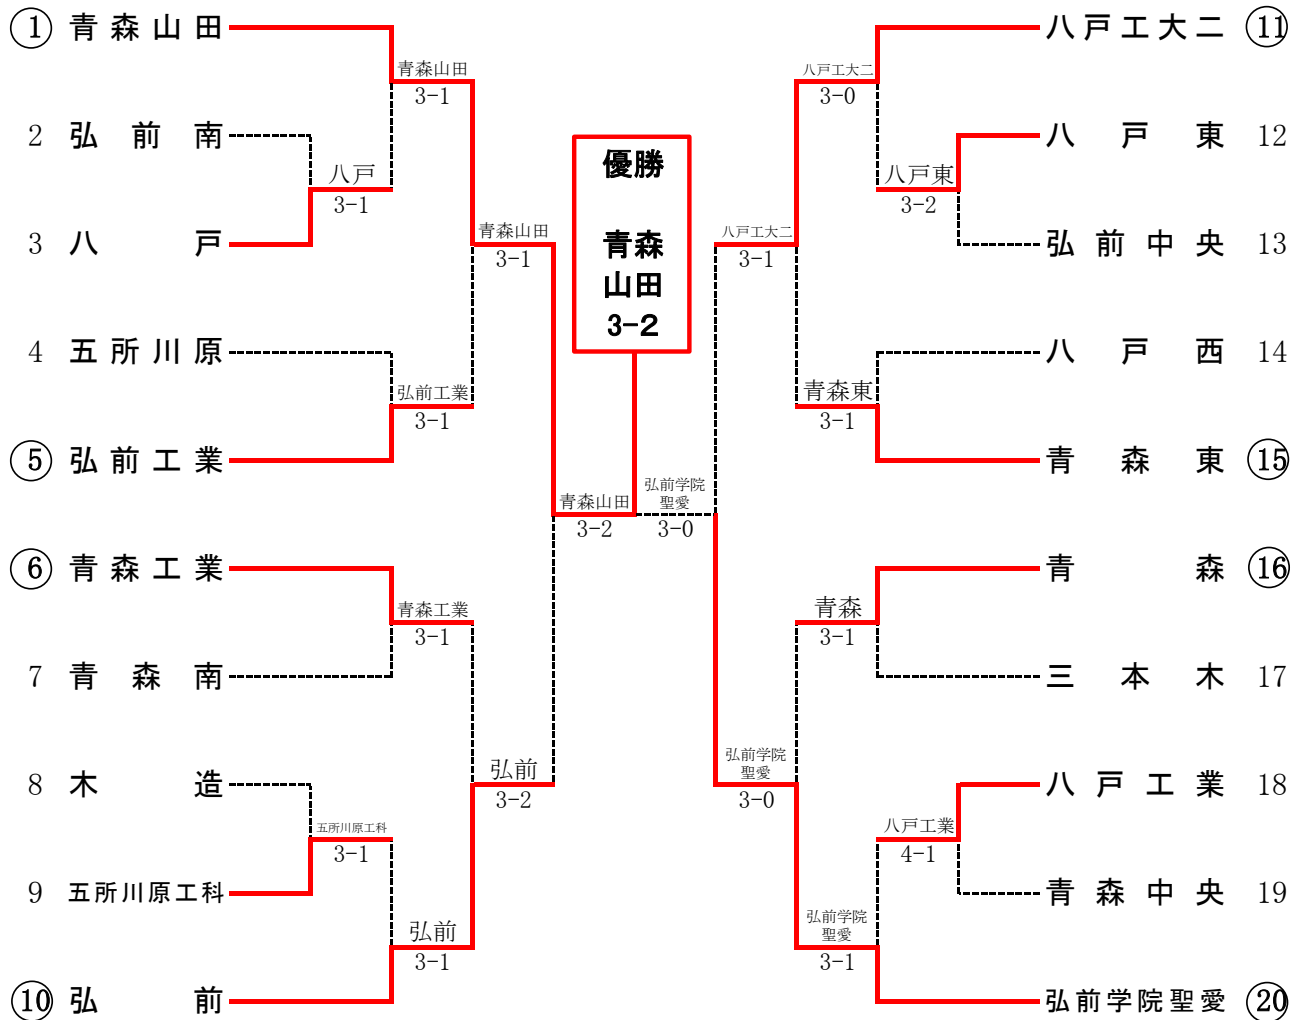 ① 青森山田
青森山田
3-1
2 弘前南
八戸
3-1
3 八戸
青森山田
3-1
4 五所川原
弘前工業
3-1
⑤ 弘前工業
青森山田
3-2
⑥ 青森工業
青森工業
3-1
7 青森南
弘前
3-2
8 木造
五所川原工科
3-1
9 五所川原工科
弘前
3-1
⑩ 弘前
優勝
青森
山田
3-2
八戸工大二 ⑪
八戸工大二
3-0
八戸東 12
八戸東
3-2
弘前中央 13
八戸工大二
3-1
八戸西 14
青森東
3-1
青森東 ⑮
弘前学院
聖愛
3-0
青森 ⑯
青森
3-1
三本木 17
弘前学院
聖愛
3-0
八戸工業 18
八戸工業
4-1
青森中央 19
弘前学院
聖愛
3-1
弘前学院聖愛 ⑳